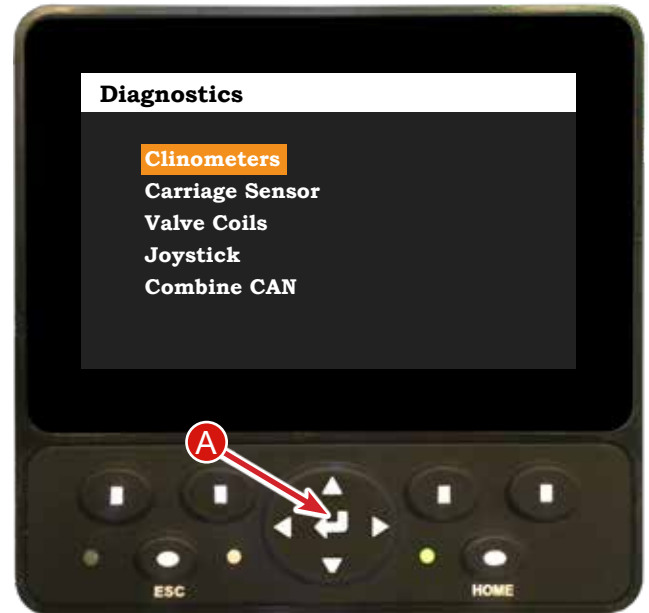 Diagnostics
Clinometers
Carriage Sensor
Valve Coils
Joystick
Combine CAN
A
ESC
HOME